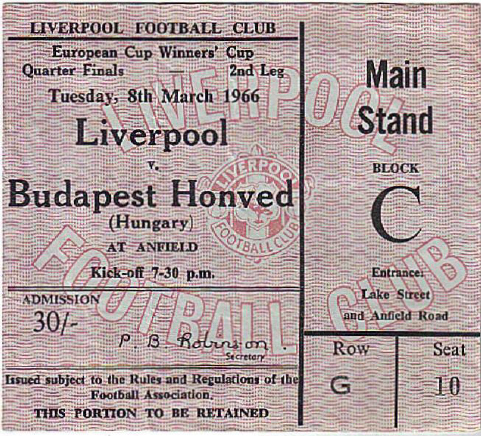 LIVERPOOL FOOTBALL CLUB
European Cup Winners' Cup
Quarter Finals — 2nd Leg
Tuesday, 8th March 1966
Liverpool
v.
Budapest Honved
(Hungary)
AT ANFIELD
Kick-off 7-30 p.m.
ADMISSION
30/-
P. B. Robinson.
Secretary
Issued subject to the Rules and Regulations of the
Football Association.
THIS PORTION TO BE RETAINED
Main
Stand
BLOCK
C
Entrance:
Lake Street
and Anfield Road
Row Seat
G 10
LIVERPOOL
FOOTBALL CLUB
LIVERPOOL
FOOTBALL CLUB